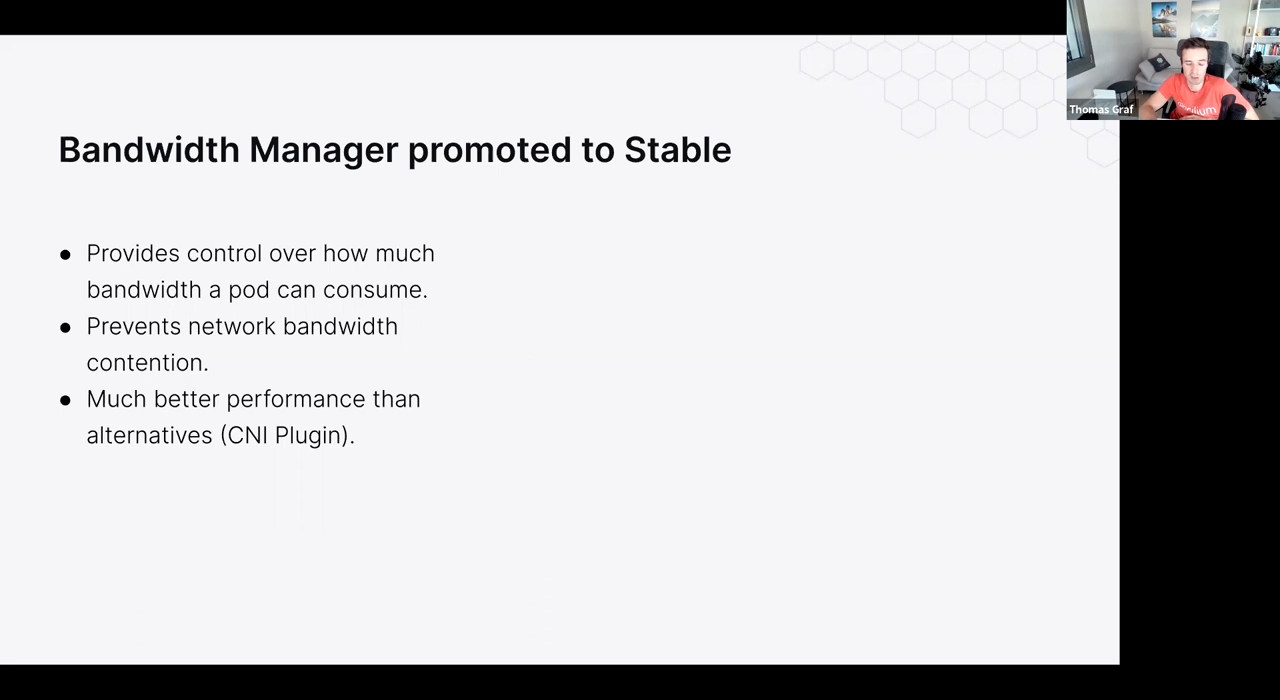 Bandwidth Manager promoted to Stable
● Provides control over how much
bandwidth a pod can consume.
● Prevents network bandwidth
contention.
● Much better performance than
alternatives (CNI Plugin).
Thomas Graf